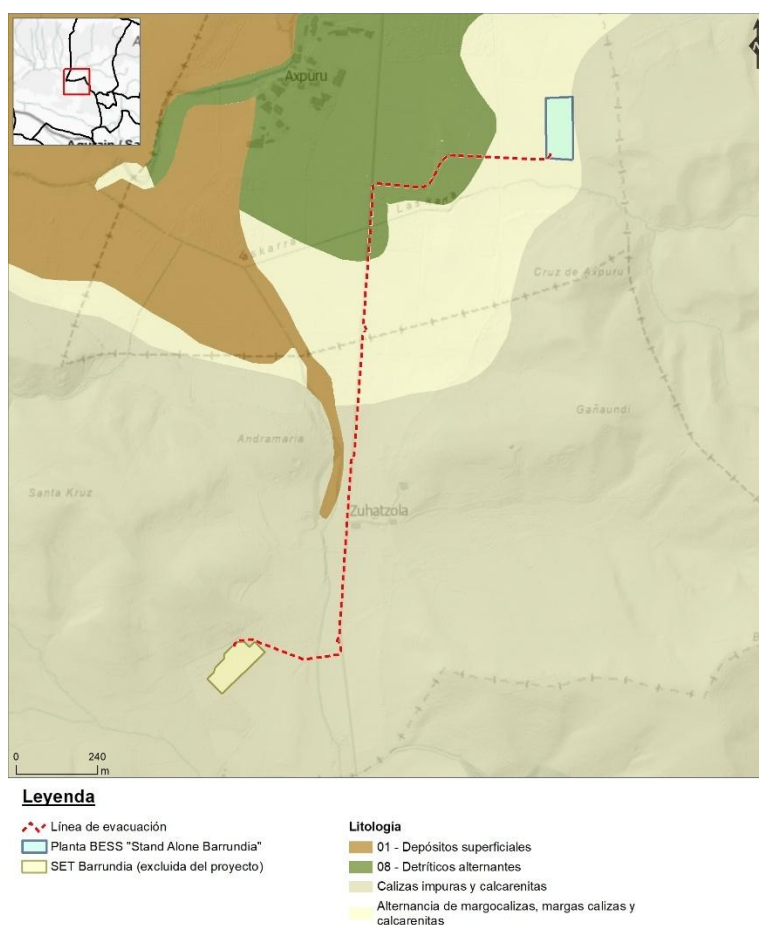 Axpuru
Laskarra
Cruz de Axpuru
Gañaundi
Andramaria
Santa Kruz
Zuhatzola
0 240
m
Leyenda
Línea de evacuación
Planta BESS "Stand Alone Barrundia"
SET Barrundia (excluida del proyecto)
Litología
01 - Depósitos superficiales
08 - Detríticos alternantes
Calizas impuras y calcarenitas
Alternancia de margocalizas, margas calizas y
calcarenitas